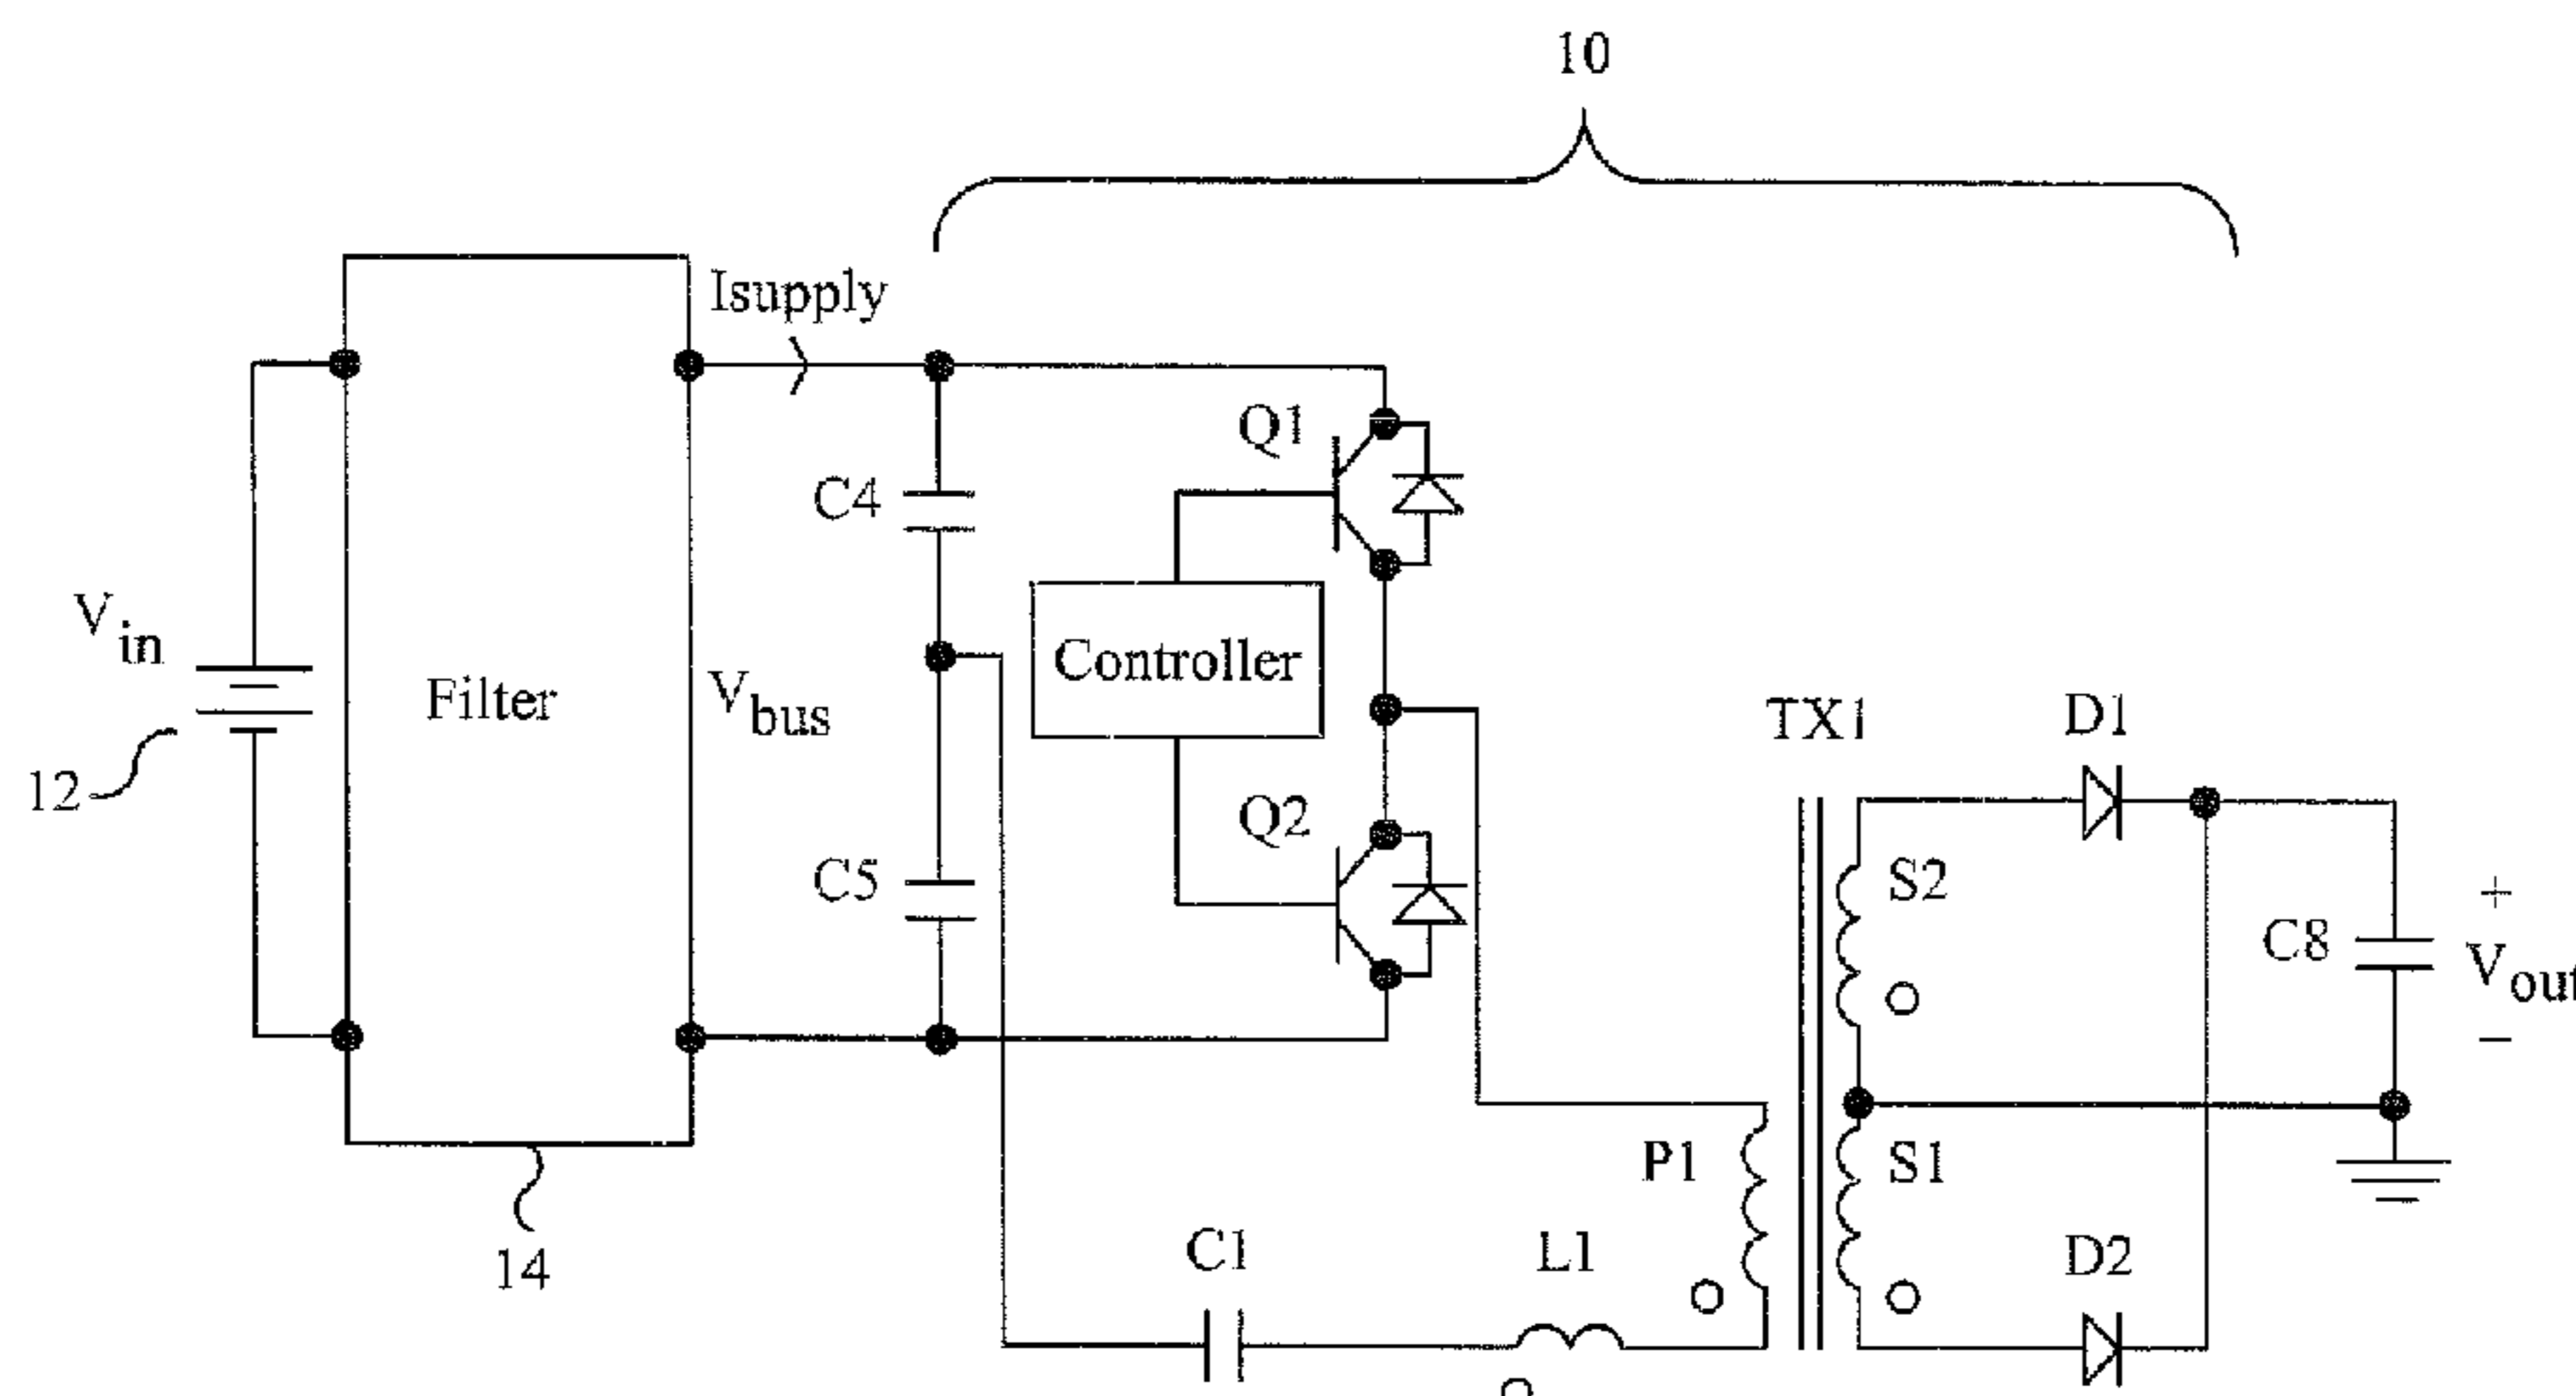 10
Isupply
Q1
C4
Vin
Filter
Vbus
Controller
TX1
D1
12
Q2
C5
S2
+
C8
Vout
−
P1
S1
14
C1
L1
D2